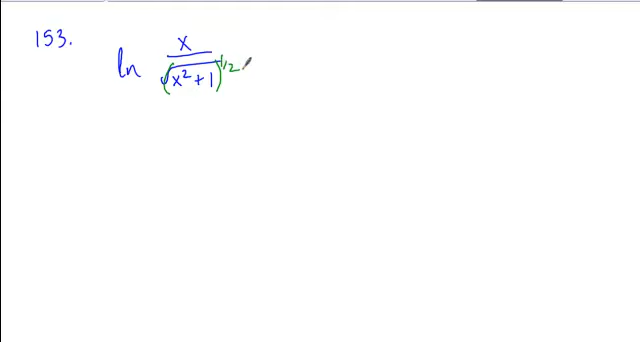 153.
ln x/√(x²+1)^1/2